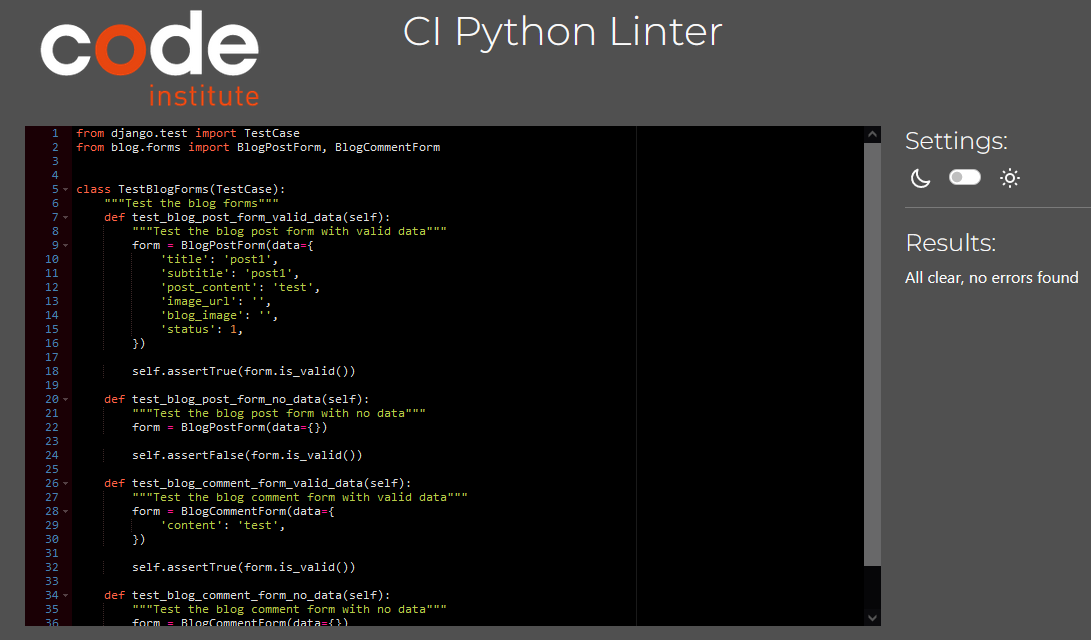 code
institute
CI Python Linter
1 from django.test import TestCase
2 from blog.forms import BlogPostForm, BlogCommentForm
3
4
5 class TestBlogForms(TestCase):
6     """Test the blog forms"""
7     def test_blog_post_form_valid_data(self):
8         """Test the blog post form with valid data"""
9         form = BlogPostForm(data={
10             'title': 'post1',
11             'subtitle': 'post1',
12             'post_content': 'test',
13             'image_url': '',
14             'blog_image': '',
15             'status': 1,
16         })
17
18         self.assertTrue(form.is_valid())
19
20     def test_blog_post_form_no_data(self):
21         """Test the blog post form with no data"""
22         form = BlogPostForm(data={})
23
24         self.assertFalse(form.is_valid())
25
26     def test_blog_comment_form_valid_data(self):
27         """Test the blog comment form with valid data"""
28         form = BlogCommentForm(data={
29             'content': 'test',
30         })
31
32         self.assertTrue(form.is_valid())
33
34     def test_blog_comment_form_no_data(self):
35         """Test the blog comment form with no data"""
36         form = BlogCommentForm(data={})
Settings:
Results:
All clear, no errors found